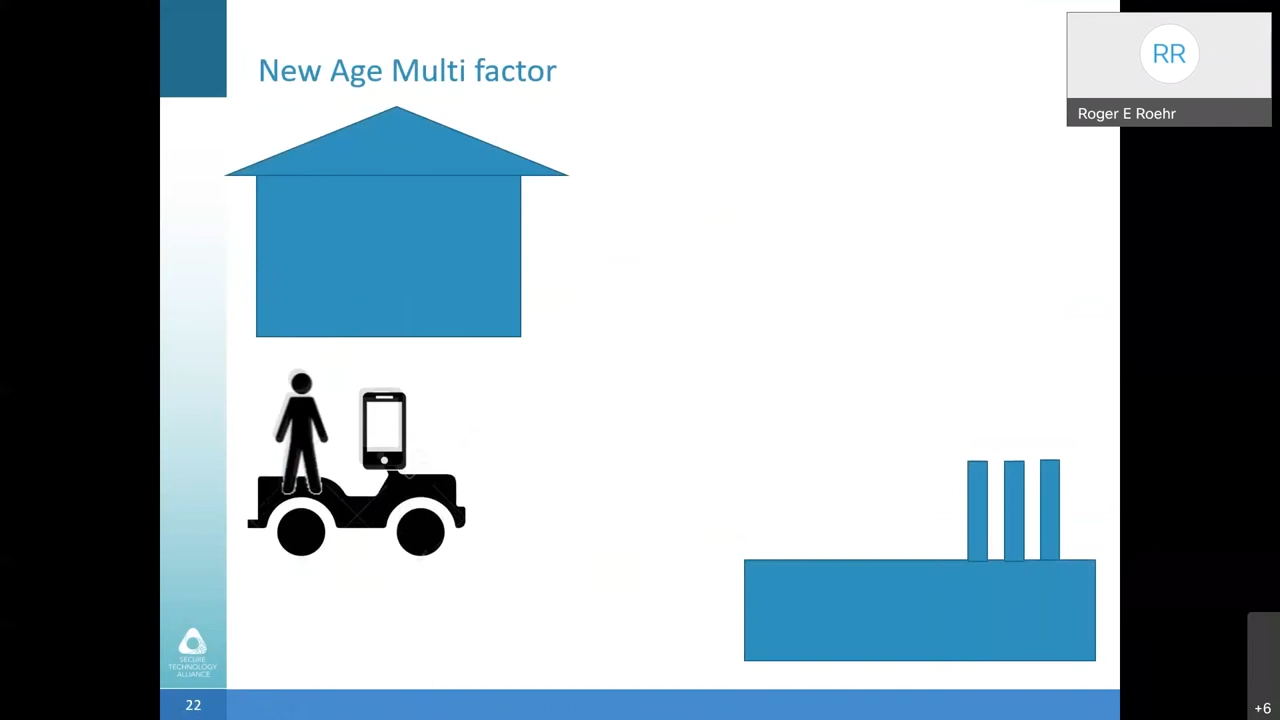 New Age Multi factor
RR
Roger E Roehr
SECURE
TECHNOLOGY
ALLIANCE
22
+6